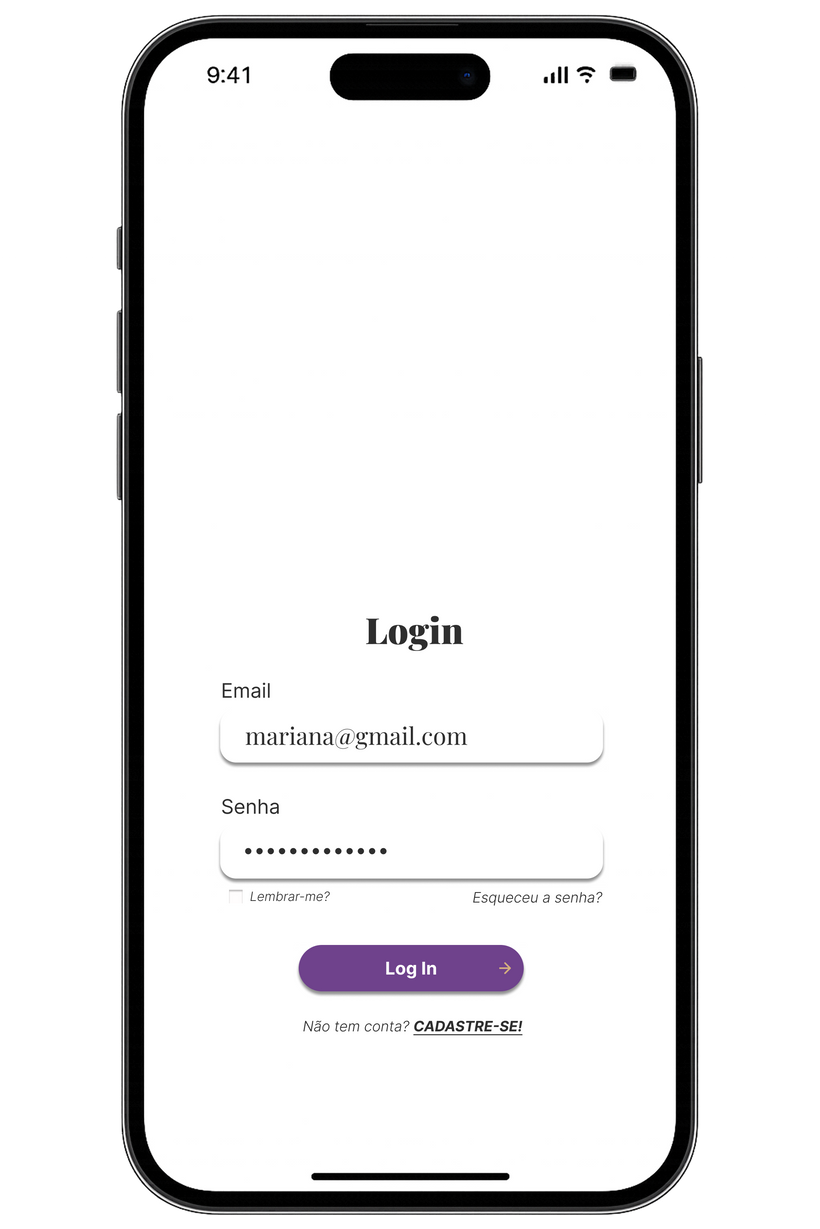 9:41
Login
Email
mariana@gmail.com
Senha
•••••••••••••
Lembrar-me? Esqueceu a senha?
Log In →
Não tem conta? CADASTRE-SE!